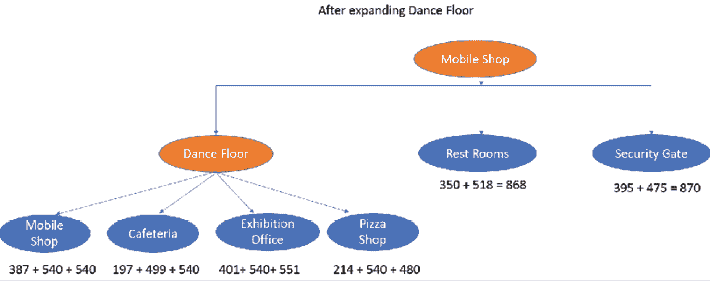 After expanding Dance Floor
Mobile Shop
Dance Floor
Rest Rooms
Security Gate
350 + 518 = 868
395 + 475 = 870
Mobile
Shop
Cafeteria
Exhibition
Office
Pizza
Shop
387 + 540 + 540
197 + 499 + 540
401+ 540+ 551
214 + 540 + 480